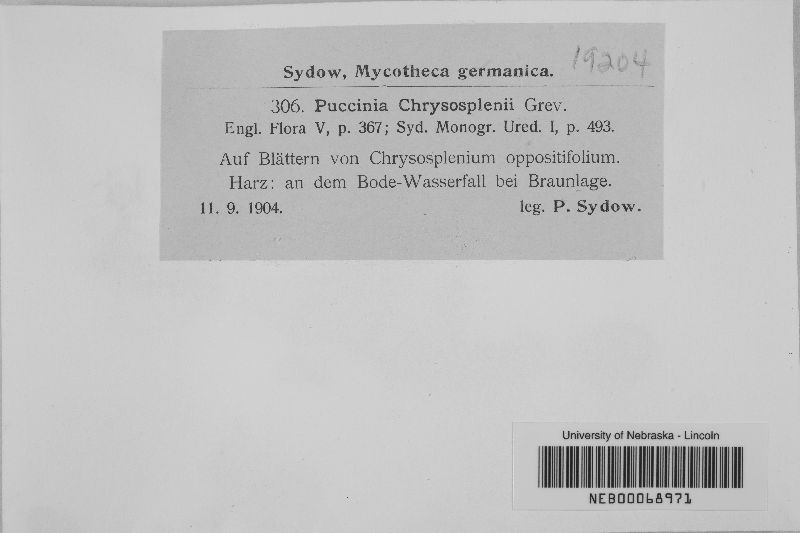 Sydow, Mycotheca germanica. 19204
306. Puccinia Chrysosplenii Grev.
Engl. Flora V, p. 367; Syd. Monogr. Ured. I, p. 493.
Auf Blättern von Chrysosplenium oppositifolium.
Harz: an dem Bode-Wasserfall bei Braunlage.
11. 9. 1904. leg. P. Sydow.
University of Nebraska - Lincoln
NEB00068971